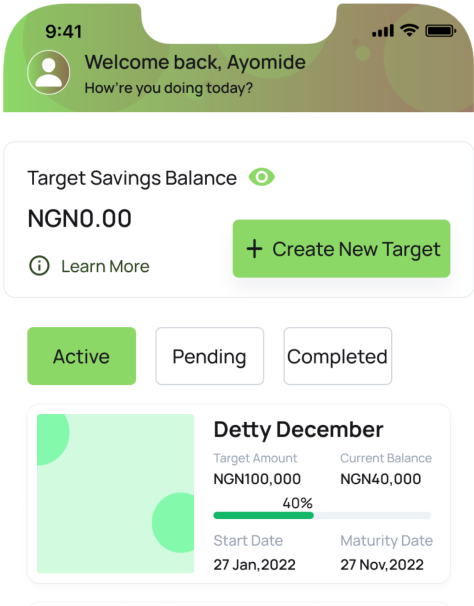 9:41
Welcome back, Ayomide
How're you doing today?
Target Savings Balance
NGN0.00
+ Create New Target
Learn More
Active Pending Completed
Detty December
Target Amount Current Balance
NGN100,000 NGN40,000
40%
Start Date Maturity Date
27 Jan,2022 27 Nov,2022